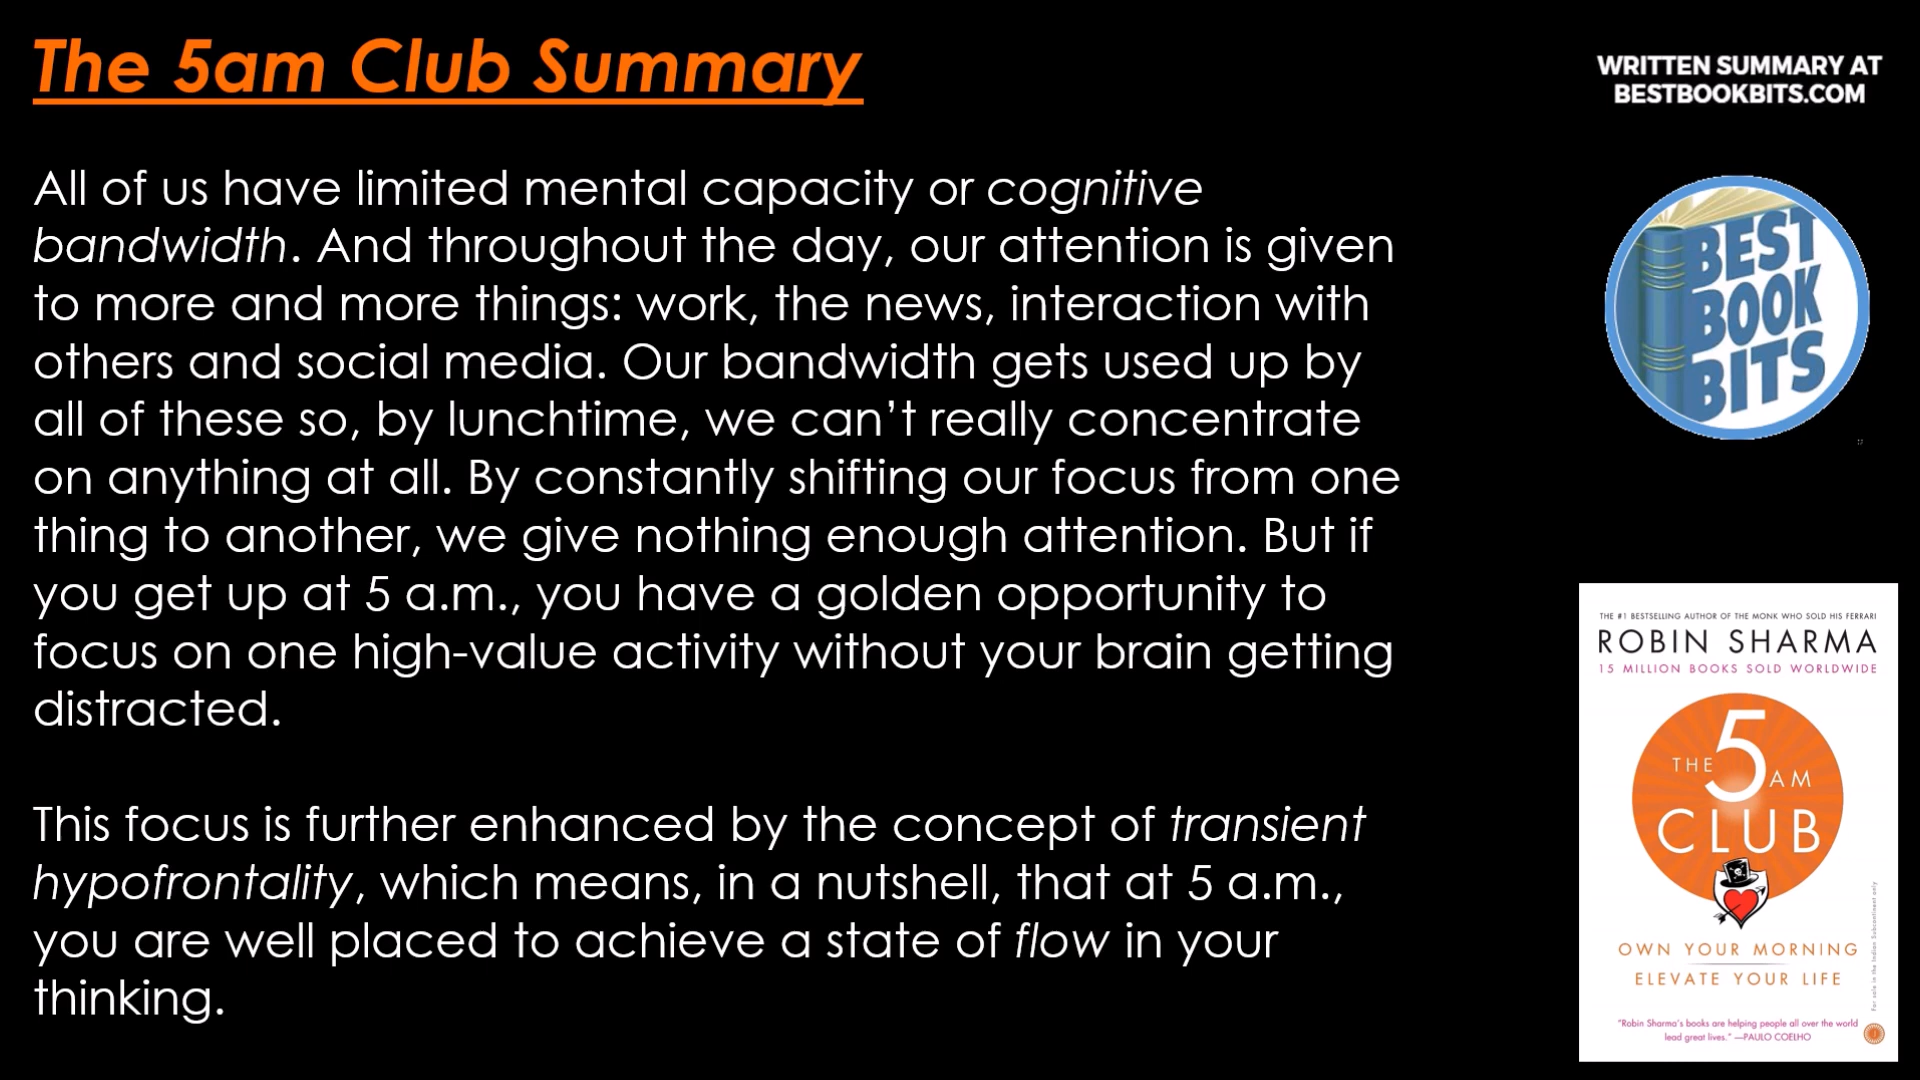 The 5am Club Summary
WRITTEN SUMMARY AT
BESTBOOKBITS.COM
All of us have limited mental capacity or cognitive
bandwidth. And throughout the day, our attention is given
to more and more things: work, the news, interaction with
others and social media. Our bandwidth gets used up by
all of these so, by lunchtime, we can’t really concentrate
on anything at all. By constantly shifting our focus from one
thing to another, we give nothing enough attention. But if
you get up at 5 a.m., you have a golden opportunity to
focus on one high-value activity without your brain getting
distracted.
This focus is further enhanced by the concept of transient
hypofrontality, which means, in a nutshell, that at 5 a.m.,
you are well placed to achieve a state of flow in your
thinking.
BEST
BOOK
BITS
THE #1 BESTSELLING AUTHOR OF THE MONK WHO SOLD HIS FERRARI
ROBIN SHARMA
15 MILLION BOOKS SOLD WORLDWIDE
THE 5 AM
CLUB
OWN YOUR MORNING
ELEVATE YOUR LIFE
For sale in the Indian Subcontinent only
"Robin Sharma's books are helping people all over the world
lead great lives." —PAULO COELHO